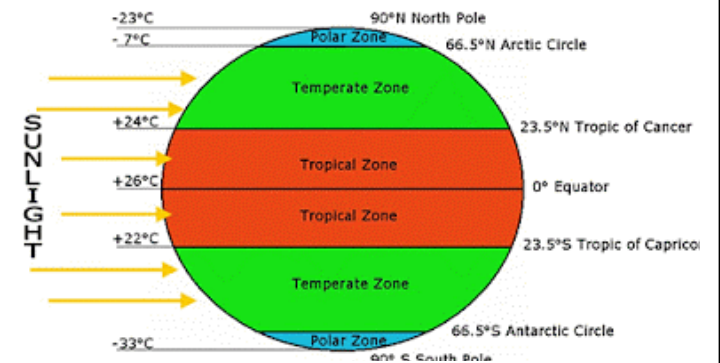 -23°C
90°N North Pole
Polar Zone
- 7°C
66.5°N Arctic Circle
Temperate Zone
SUNLIGHT
+24°C
23.5°N Tropic of Cancer
Tropical Zone
+26°C
0° Equator
Tropical Zone
+22°C
23.5°S Tropic of Caprico
Temperate Zone
66.5°S Antarctic Circle
Polar Zone
-33°C
90° S South Pole